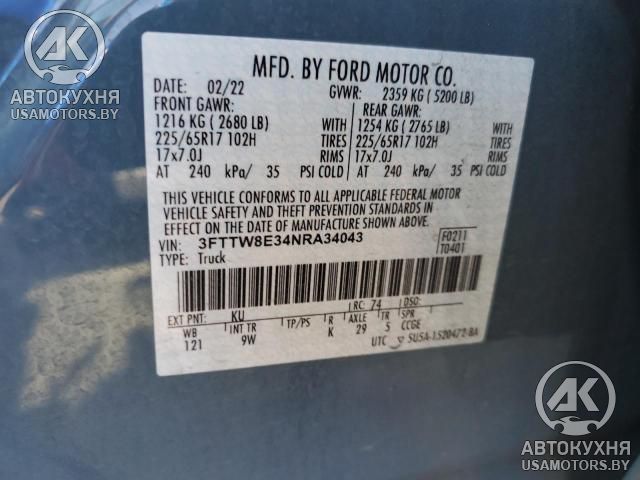 АК
АВТОКУХНЯ
USAMOTORS.BY
MFD. BY FORD MOTOR CO.
DATE: 02/22 GVWR: 2359 KG ( 5200 LB)
FRONT GAWR: REAR GAWR:
1216 KG ( 2680 LB) 1254 KG ( 2765 LB)
225/65R17 102H TIRES 225/65R17 102H TIRES
17x7.0J RIMS 17x7.0J RIMS
AT 240 kPa/ 35 PSI COLD AT 240 kPa/ 35 PSI COLD
THIS VEHICLE CONFORMS TO ALL APPLICABLE FEDERAL MOTOR
VEHICLE SAFETY AND THEFT PREVENTION STANDARDS IN
EFFECT ON THE DATE OF MANUFACTURE SHOWN ABOVE.
VIN: 3FTTW8E34NRA34043 F0211
TYPE: Truck T0401
EXT PNT: KU RC: 74 DSO:
WB INT TR TP/PS R AXLE TR SPR
121 9W K 29 5 CCGE
UTC 5U5A-1520472-BA
АК
АВТОКУХНЯ
USAMOTORS.BY